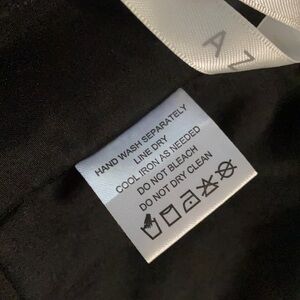 A Z
HAND WASH SEPARATELY
LINE DRY
COOL IRON AS NEEDED
DO NOT BLEACH
DO NOT DRY CLEAN